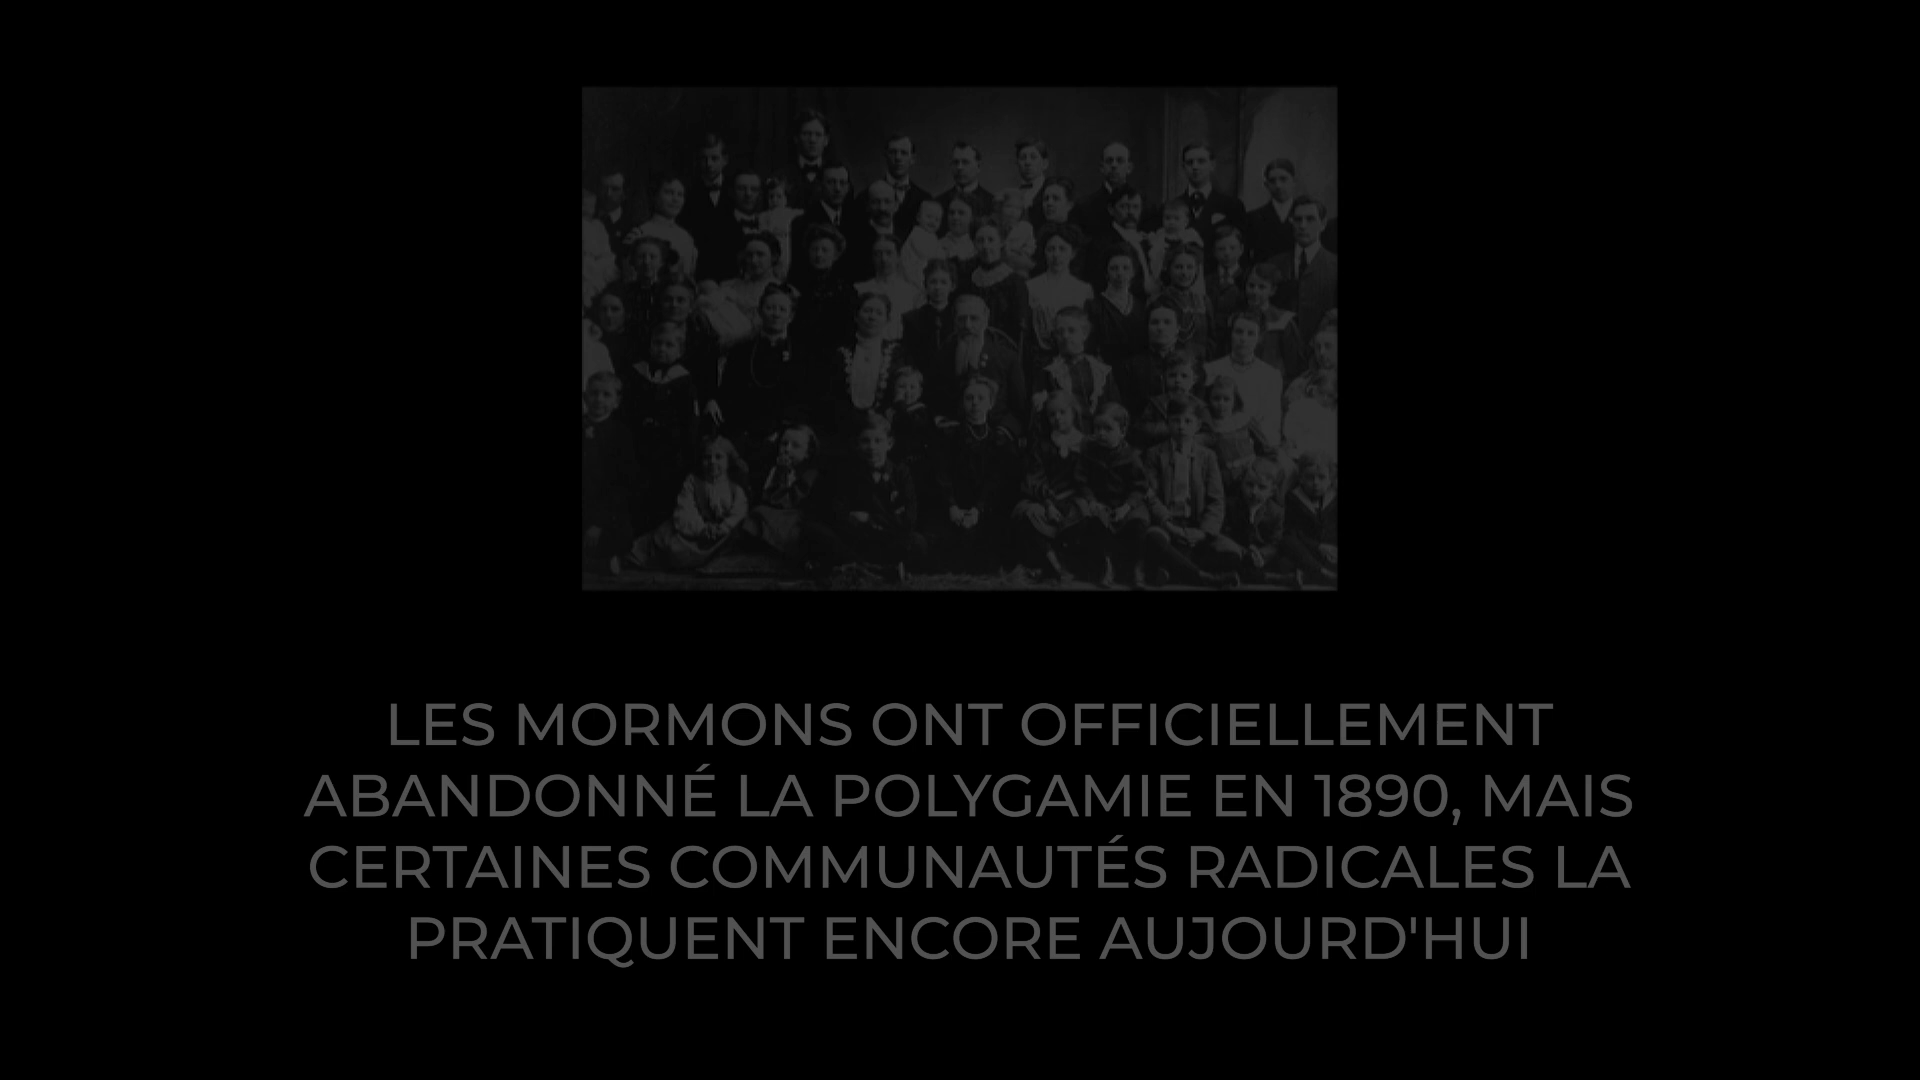 LES MORMONS ONT OFFICIELLEMENT
ABANDONNÉ LA POLYGAMIE EN 1890, MAIS
CERTAINES COMMUNAUTÉS RADICALES LA
PRATIQUENT ENCORE AUJOURD'HUI